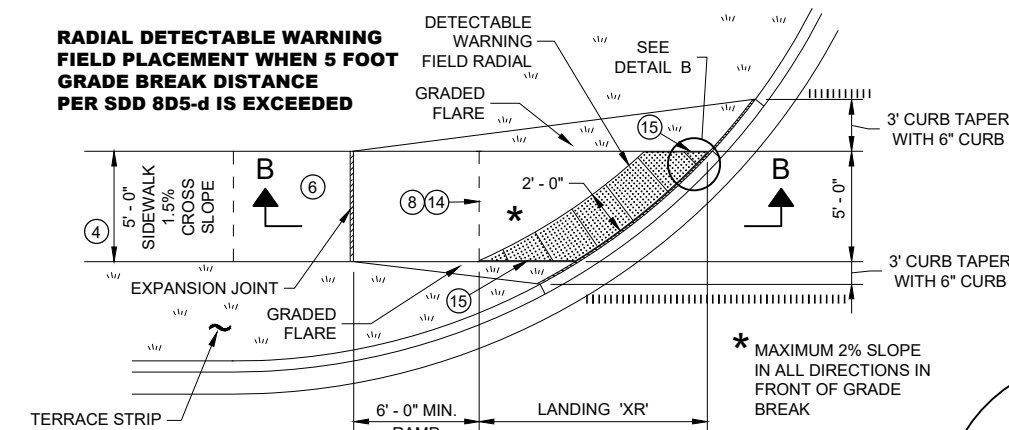 RADIAL DETECTABLE WARNING
FIELD PLACEMENT WHEN 5 FOOT
GRADE BREAK DISTANCE
PER SDD 8D5-d IS EXCEEDED
DETECTABLE
WARNING
FIELD RADIAL
SEE
DETAIL B
GRADED
FLARE
15
3' CURB TAPER
WITH 6" CURB
4
5' - 0"
SIDEWALK
1.5%
CROSS
SLOPE
B
6
8 14
*
2' - 0"
B
5' - 0"
EXPANSION JOINT
GRADED
FLARE
15
3' CURB TAPER
WITH 6" CURB
* MAXIMUM 2% SLOPE
IN ALL DIRECTIONS IN
FRONT OF GRADE
BREAK
TERRACE STRIP
6' - 0" MIN.
RAMP
LANDING 'XR'